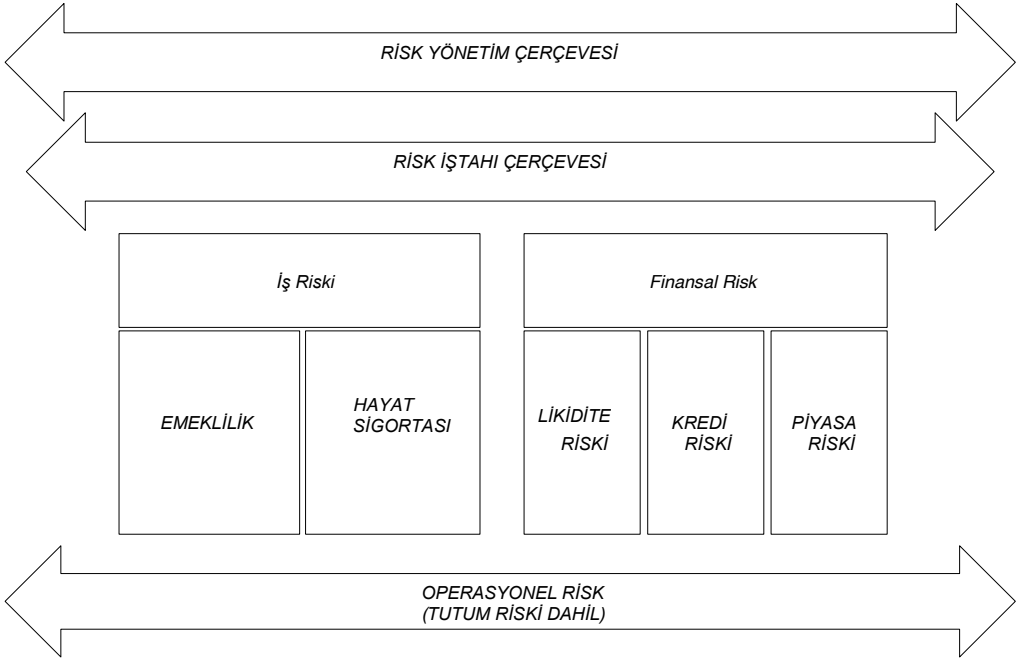 RİSK YÖNETİM ÇERÇEVESİ
RİSK İŞTAHI ÇERÇEVESİ
İş Riski
Finansal Risk
EMEKLİLİK
HAYAT
SİGORTASI
LİKİDİTE
RİSKİ
KREDİ
RİSKİ
PİYASA
RİSKİ
OPERASYONEL RİSK
(TUTUM RİSKİ DAHİL)